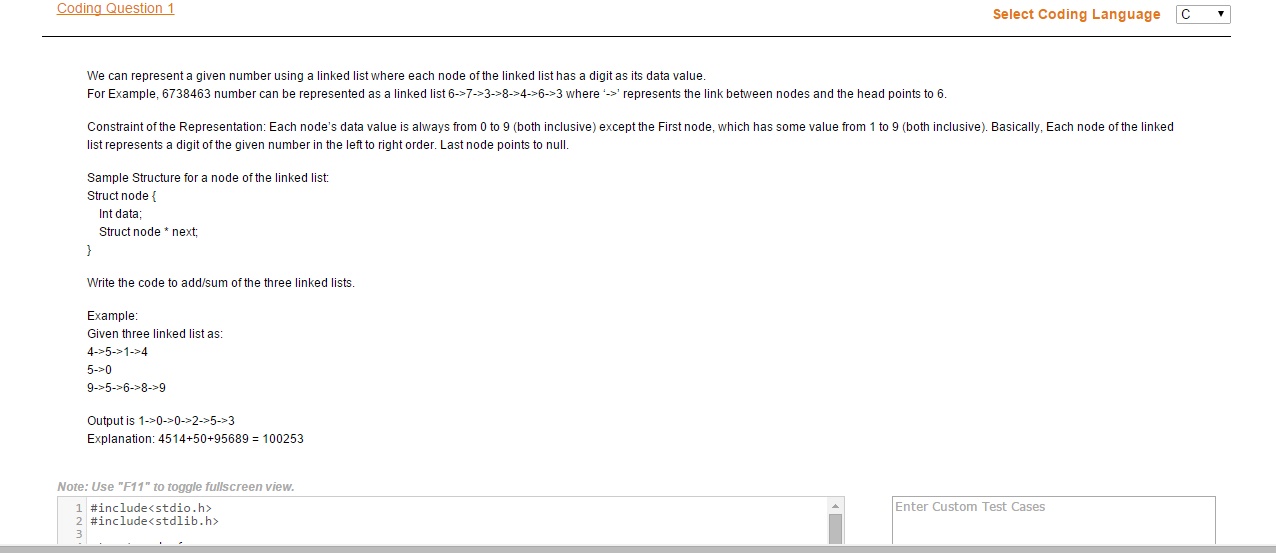 Coding Question 1
Select Coding Language C
We can represent a given number using a linked list where each node of the linked list has a digit as its data value.
For Example, 6738463 number can be represented as a linked list 6->7->3->8->4->6->3 where ‘->’ represents the link between nodes and the head points to 6.
Constraint of the Representation: Each node’s data value is always from 0 to 9 (both inclusive) except the First node, which has some value from 1 to 9 (both inclusive). Basically, Each node of the linked
list represents a digit of the given number in the left to right order. Last node points to null.
Sample Structure for a node of the linked list:
Struct node {
Int data;
Struct node * next;
}
Write the code to add/sum of the three linked lists.
Example:
Given three linked list as:
4->5->1->4
5->0
9->5->6->8->9
Output is 1->0->0->2->5->3
Explanation: 4514+50+95689 = 100253
Note: Use "F11" to toggle fullscreen view.
1 #include<stdio.h>
Enter Custom Test Cases
2 #include<stdlib.h>
3